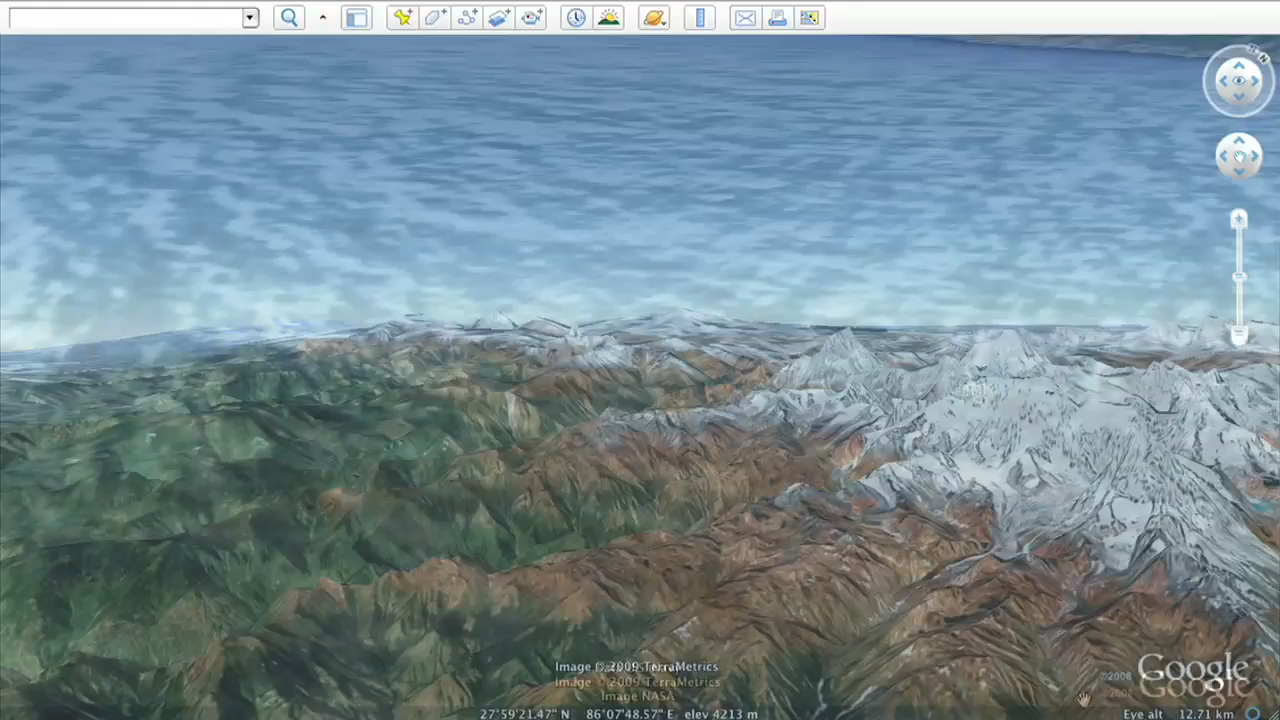 N
Image © 2009 TerraMetrics
Image © 2009 TerraMetrics
Image NASA
©2008 Google
27°59'21.47" N 86°07'48.57" E elev 4213 m
Eye alt 12.71 km